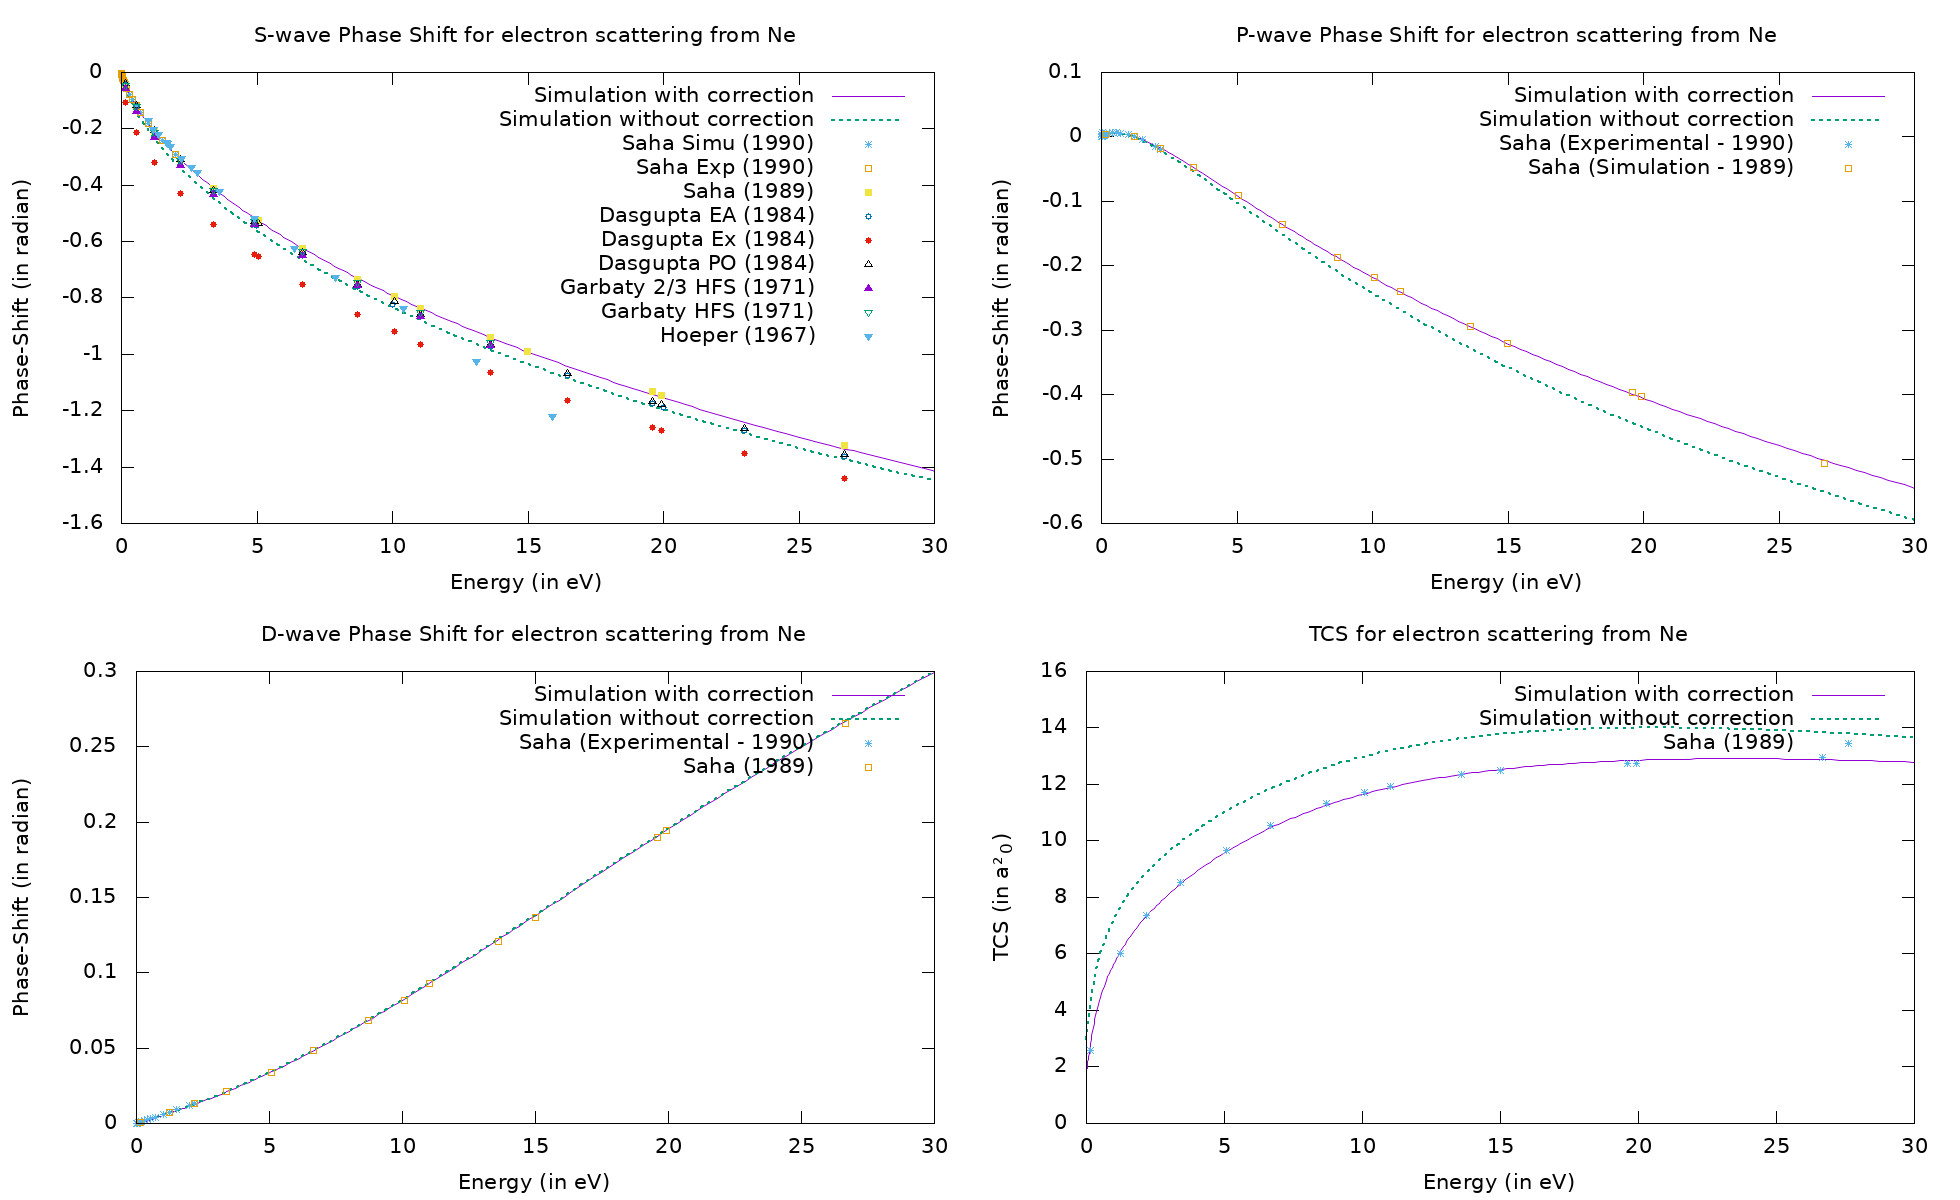 S-wave Phase Shift for electron scattering from Ne
Phase-Shift (in radian)
0
-0.2
-0.4
-0.6
-0.8
-1
-1.2
-1.4
-1.6
Simulation with correction
Simulation without correction
Saha Simu (1990)
Saha Exp (1990)
Saha (1989)
Dasgupta EA (1984)
Dasgupta Ex (1984)
Dasgupta PO (1984)
Garbaty 2/3 HFS (1971)
Garbaty HFS (1971)
Hoeper (1967)
0 5 10 15 20 25 30
Energy (in eV)
P-wave Phase Shift for electron scattering from Ne
Phase-Shift (in radian)
0.1
0
-0.1
-0.2
-0.3
-0.4
-0.5
-0.6
Simulation with correction
Simulation without correction
Saha (Experimental - 1990)
Saha (Simulation - 1989)
0 5 10 15 20 25 30
Energy (in eV)
D-wave Phase Shift for electron scattering from Ne
Phase-Shift (in radian)
0.3
0.25
0.2
0.15
0.1
0.05
0
Simulation with correction
Simulation without correction
Saha (Experimental - 1990)
Saha (1989)
0 5 10 15 20 25 30
Energy (in eV)
TCS for electron scattering from Ne
TCS (in a²₀)
16
14
12
10
8
6
4
2
0
Simulation with correction
Simulation without correction
Saha (1989)
0 5 10 15 20 25 30
Energy (in eV)